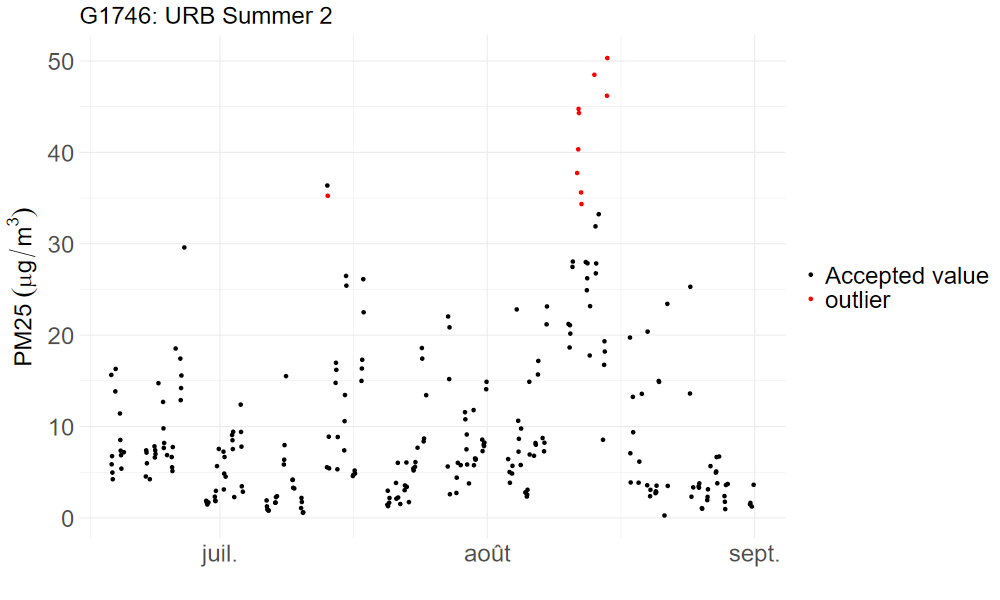 G1746: URB Summer 2
PM25 (μg/m³)
50
40
30
20
10
0
juil.
août
sept.
Accepted value
outlier